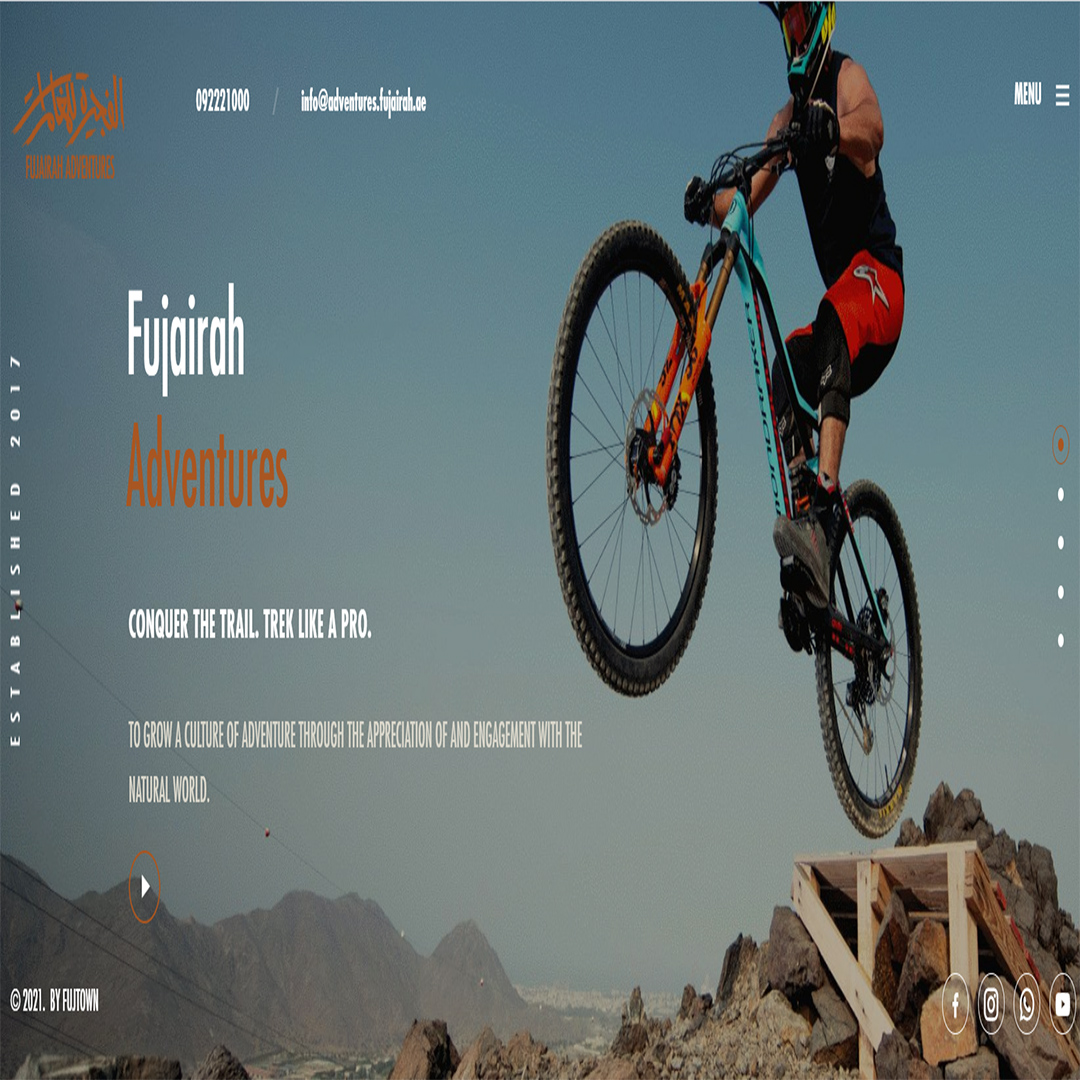 الفجيرة للمغامرات
FUJAIRAH ADVENTURES
092221000 / info@adventures.fujairah.ae
MENU
Fujairah
Adventures
CONQUER THE TRAIL. TREK LIKE A PRO.
TO GROW A CULTURE OF ADVENTURE THROUGH THE APPRECIATION OF AND ENGAGEMENT WITH THE
NATURAL WORLD.
ESTABLISHED 2017
© 2021. BY FUJTOWN